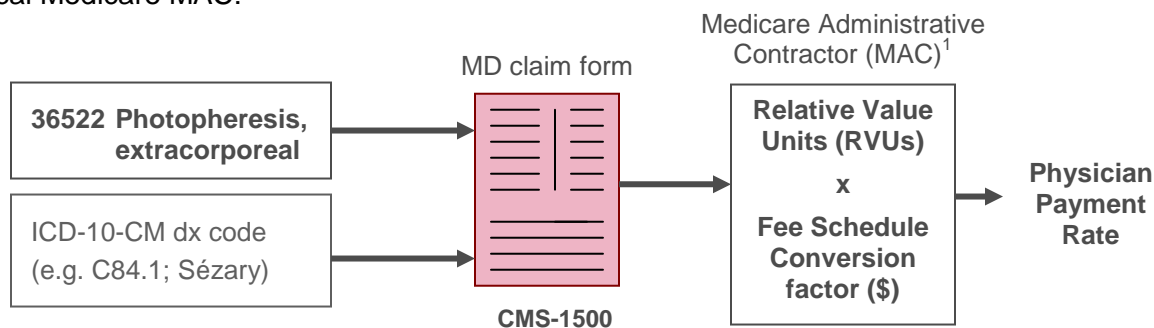 cal Medicare MAC.
Medicare Administrative
Contractor (MAC)1
MD claim form
36522 Photopheresis,
extracorporeal
ICD-10-CM dx code
(e.g. C84.1; Sézary)
CMS-1500
Relative Value
Units (RVUs)
x
Fee Schedule
Conversion
factor ($)
Physician
Payment
Rate